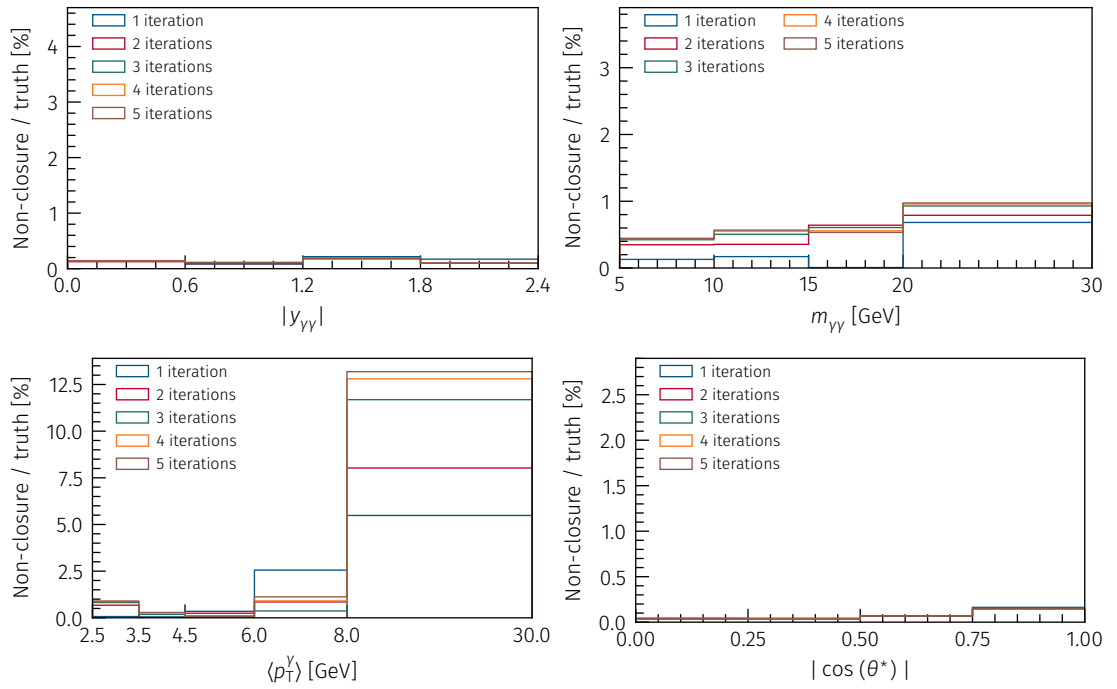 Non-closure / truth [%]
4
3
2
1
0
1 iteration
2 iterations
3 iterations
4 iterations
5 iterations
0.0 0.6 1.2 1.8 2.4
|y_γγ|
Non-closure / truth [%]
3
2
1
0
1 iteration 4 iterations
2 iterations 5 iterations
3 iterations
5 10 15 20 30
m_γγ [GeV]
Non-closure / truth [%]
12.5
10.0
7.5
5.0
2.5
0.0
1 iteration
2 iterations
3 iterations
4 iterations
5 iterations
2.5 3.5 4.5 6.0 8.0 30.0
⟨p_T^γ⟩ [GeV]
Non-closure / truth [%]
2.5
2.0
1.5
1.0
0.5
0.0
1 iteration
2 iterations
3 iterations
4 iterations
5 iterations
0.00 0.25 0.50 0.75 1.00
| cos (θ*) |